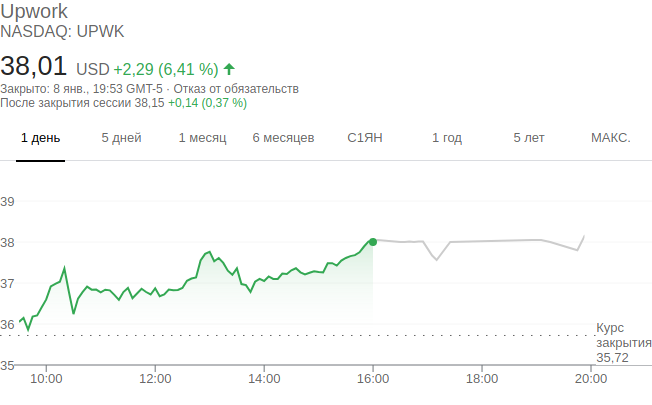 Upwork
NASDAQ: UPWK
38,01 USD +2,29 (6,41 %)
Закрыто: 8 янв., 19:53 GMT-5 · Отказ от обязательств
После закрытия сессии 38,15 +0,14 (0,37 %)
1 день 5 дней 1 месяц 6 месяцев С1ЯН 1 год 5 лет МАКС.
39
38
37
36
Курс
закрытия
35,72
35
10:00 12:00 14:00 16:00 18:00 20:00